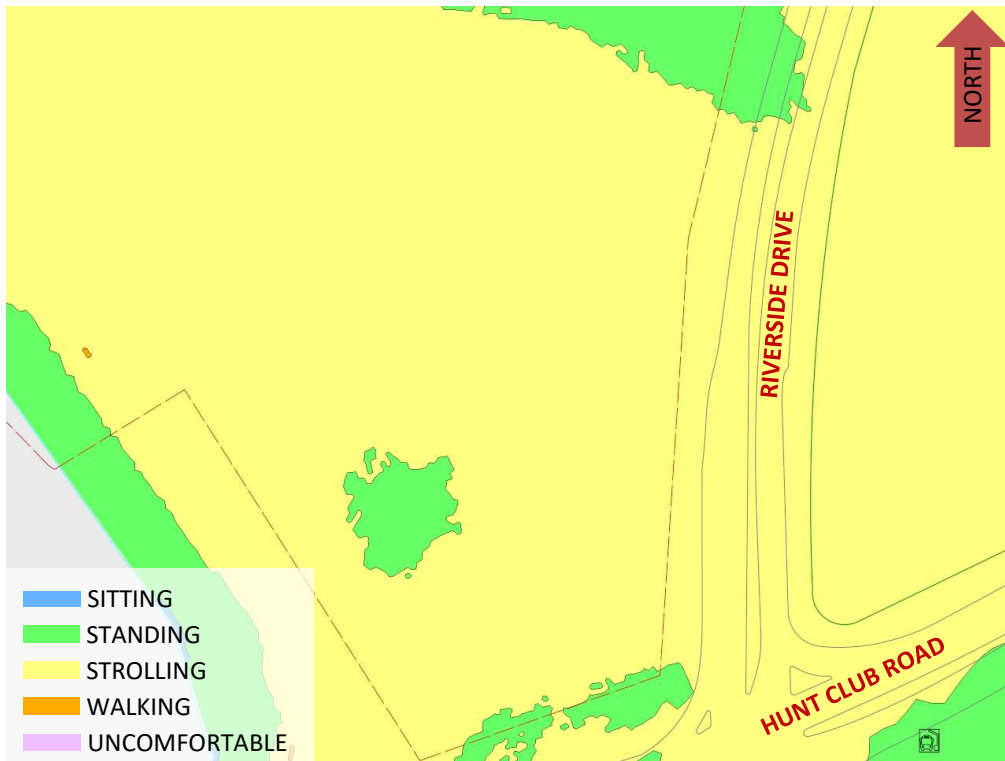 NORTH
RIVERSIDE DRIVE
HUNT CLUB ROAD
SITTING
STANDING
STROLLING
WALKING
UNCOMFORTABLE